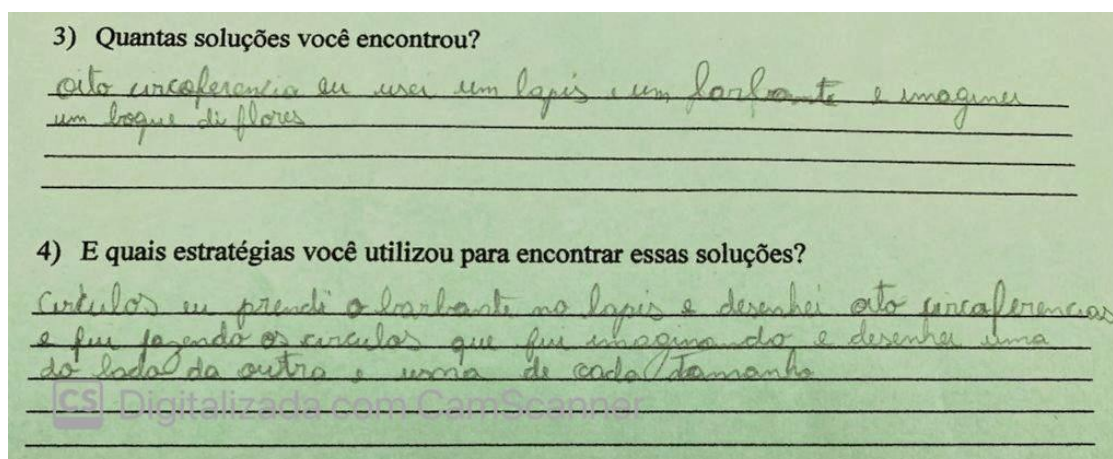 3) Quantas soluções você encontrou?
oito circoferencia eu usei um lapis e um barbante e imaginei
um boque di flores
4) E quais estratégias você utilizou para encontrar essas soluções?
Circulos eu prendi o barbante no lapis e desenhei oito circoferencias
e fui fazendo os circulos que fui imaginando e desenhei uma
do lado da outra e uma de cada tamanho
CS Digitalizada com CamScanner